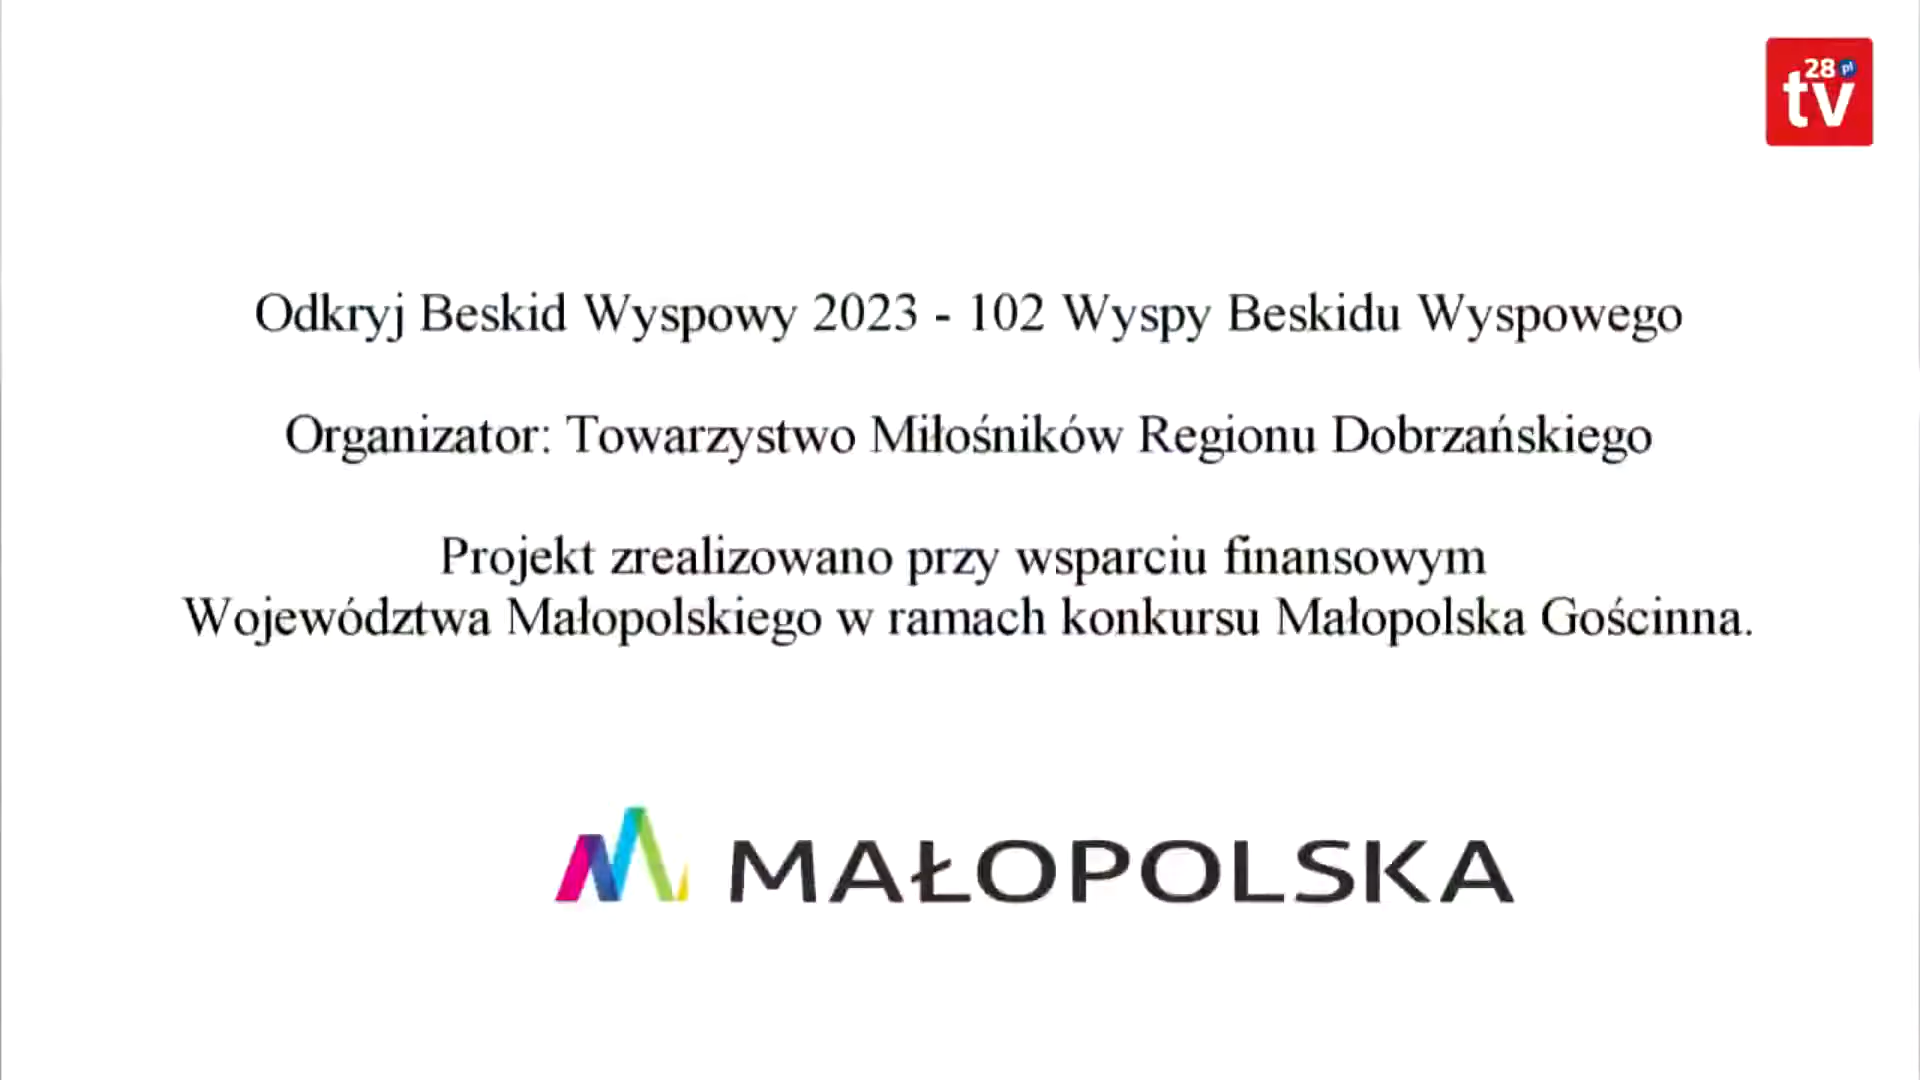 28 pl
tv
Odkryj Beskid Wyspowy 2023 - 102 Wyspy Beskidu Wyspowego
Organizator: Towarzystwo Miłośników Regionu Dobrzańskiego
Projekt zrealizowano przy wsparciu finansowym
Województwa Małopolskiego w ramach konkursu Małopolska Gościnna.
MAŁOPOLSKA